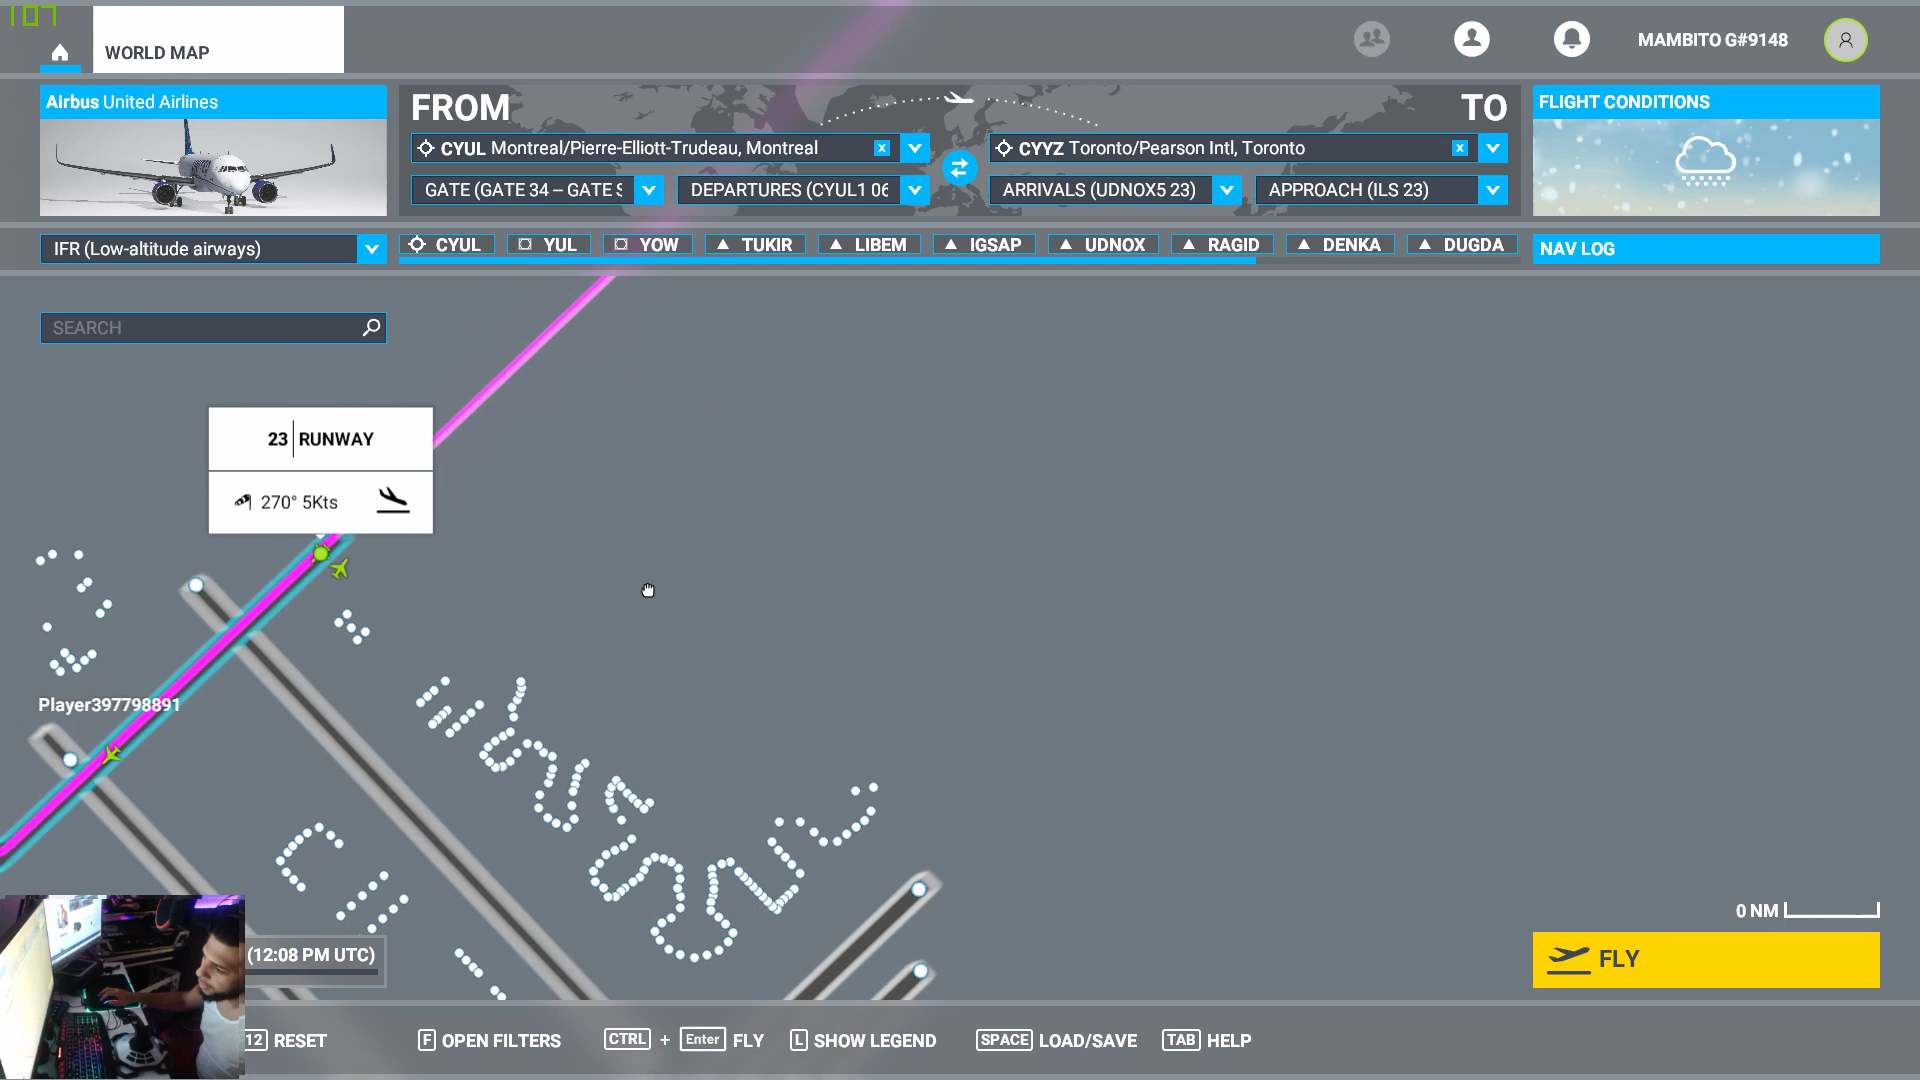 107
WORLD MAP
MAMBITO G#9148
Airbus United Airlines
FROM
TO
FLIGHT CONDITIONS
CYUL Montreal/Pierre-Elliott-Trudeau, Montreal
x
CYYZ Toronto/Pearson Intl, Toronto
x
GATE (GATE 34 – GATE S
DEPARTURES (CYUL1 06
ARRIVALS (UDNOX5 23)
APPROACH (ILS 23)
IFR (Low-altitude airways)
CYUL
YUL
YOW
TUKIR
LIBEM
IGSAP
UDNOX
RAGID
DENKA
DUGDA
NAV LOG
SEARCH
23 RUNWAY
270° 5Kts
Player397798891
0 NM
(12:08 PM UTC)
FLY
12 RESET
F OPEN FILTERS
CTRL + Enter FLY
L SHOW LEGEND
SPACE LOAD/SAVE
TAB HELP